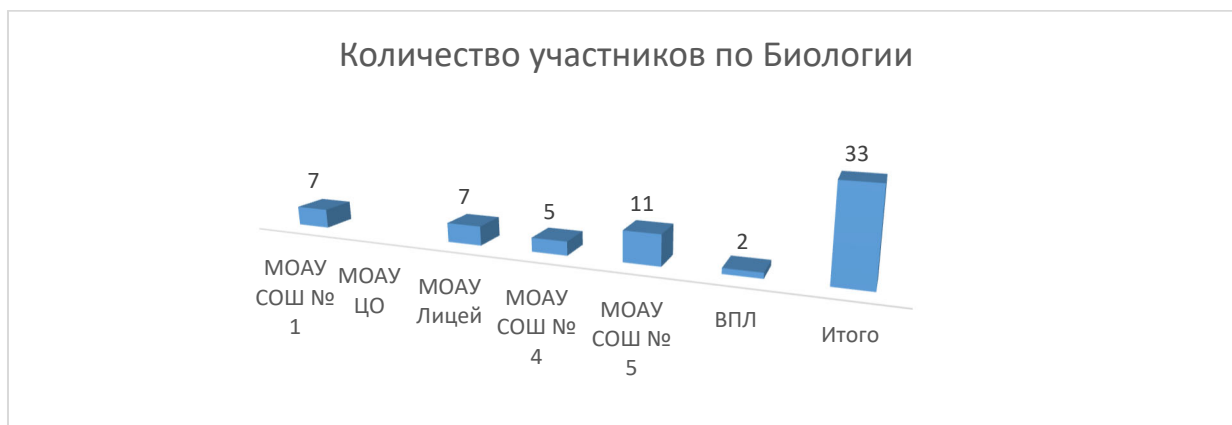 Количество участников по Биологии
7
7
5
11
2
33
МОАУ
СОШ №
1
МОАУ
ЦО
МОАУ
Лицей
МОАУ
СОШ №
4
МОАУ
СОШ №
5
ВПЛ
Итого